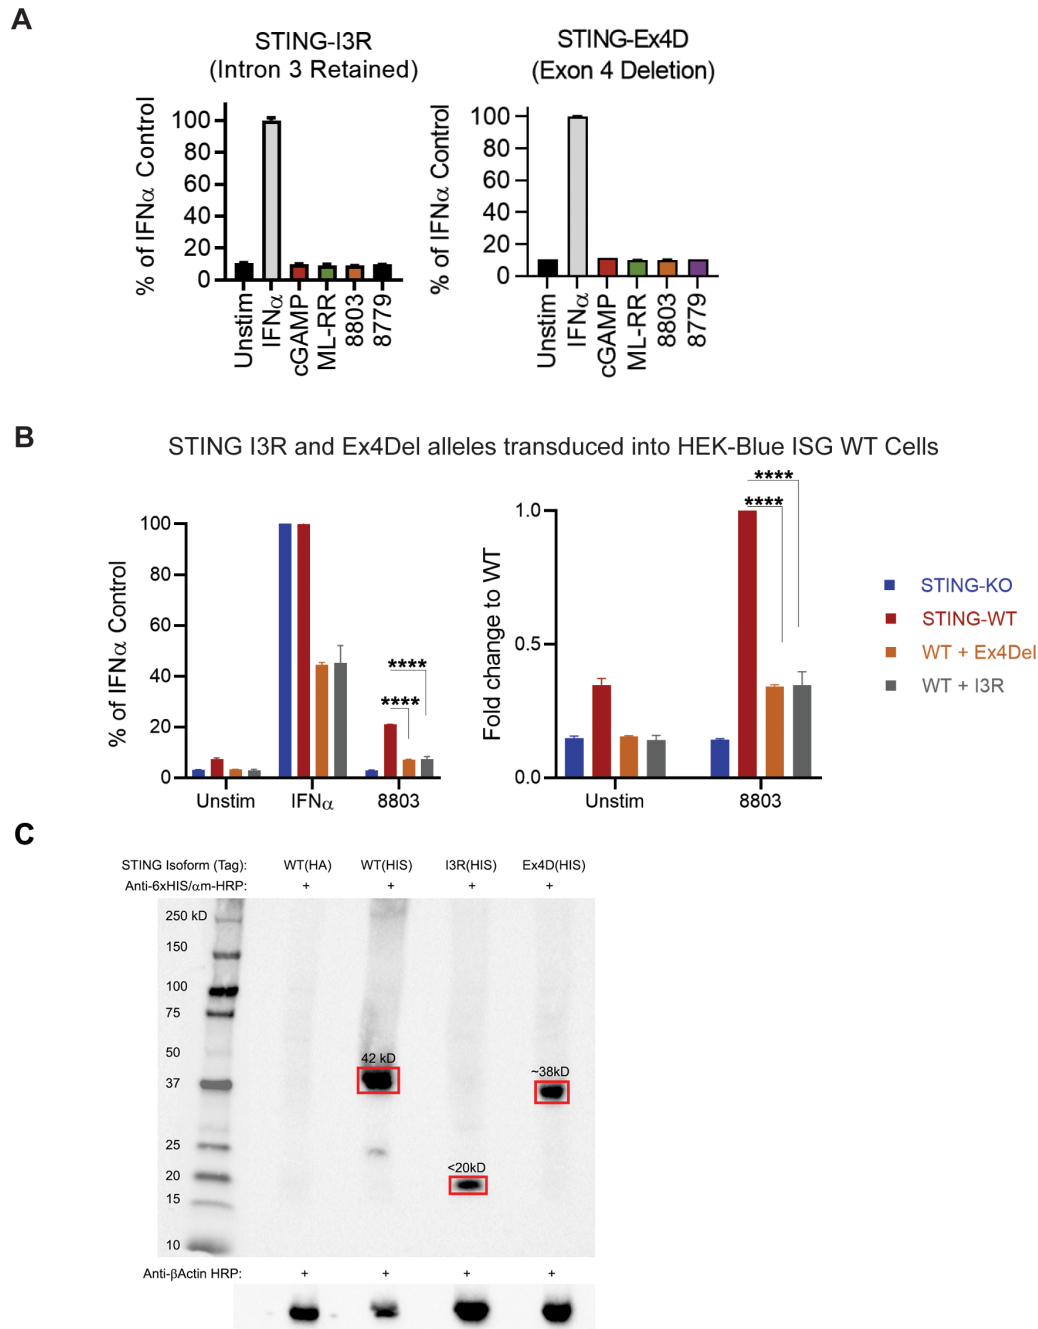 A
STING-I3R
(Intron 3 Retained)
% of IFNα Control
100
80
60
40
20
0
Unstim
IFNα
cGAMP
ML-RR
8803
8779
STING-Ex4D
(Exon 4 Deletion)
% of IFNα Control
100
80
60
40
20
0
Unstim
IFNα
cGAMP
ML-RR
8803
8779
B
STING I3R and Ex4Del alleles transduced into HEK-Blue ISG WT Cells
% of IFNα Control
100
80
60
40
20
0
****
****
Unstim IFNα 8803
Fold change to WT
1.0
0.5
0.0
****
****
Unstim 8803
STING-KO
STING-WT
WT + Ex4Del
WT + I3R
C
STING Isoform (Tag): WT(HA) WT(HIS) I3R(HIS) Ex4D(HIS)
Anti-6xHIS/αm-HRP: + + + +
250 kD
150
100
75
50
37
25
20
15
10
42 kD
~38kD
<20kD
Anti-βActin HRP: + + + +